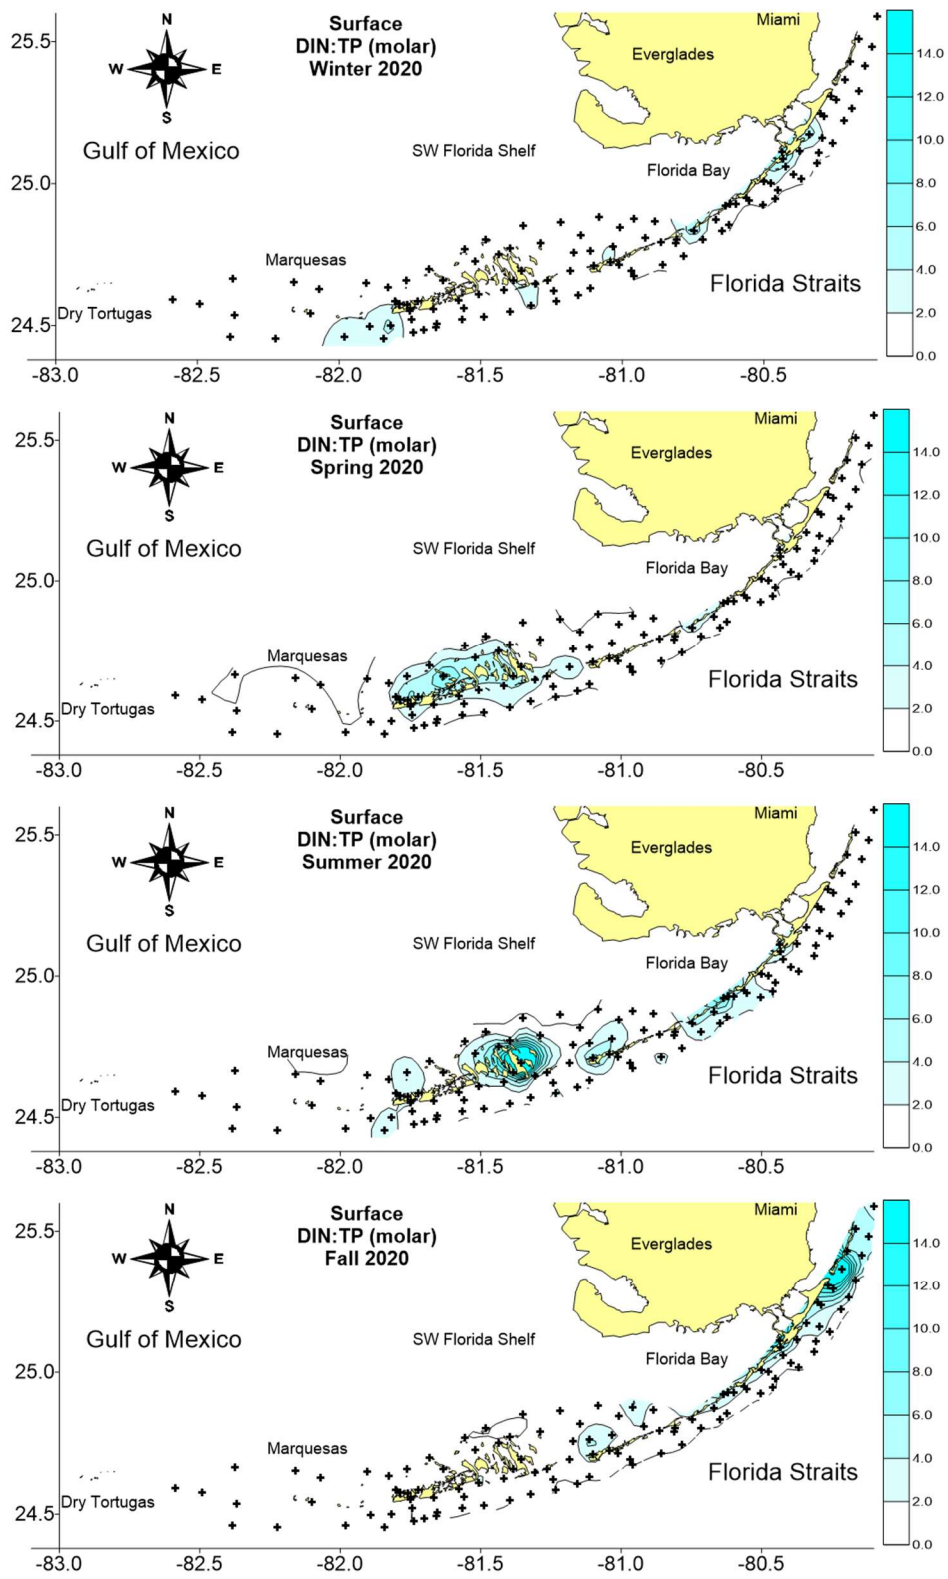 Surface
DIN:TP (molar)
Winter 2020
Miami
Everglades
N
W E
S
Gulf of Mexico
SW Florida Shelf
Florida Bay
Marquesas
Dry Tortugas
Florida Straits
25.5
25.0
24.5
-83.0 -82.5 -82.0 -81.5 -81.0 -80.5
14.0
12.0
10.0
8.0
6.0
4.0
2.0
0.0
Surface
DIN:TP (molar)
Spring 2020
Miami
Everglades
N
W E
S
Gulf of Mexico
SW Florida Shelf
Florida Bay
Marquesas
Dry Tortugas
Florida Straits
25.5
25.0
24.5
-83.0 -82.5 -82.0 -81.5 -81.0 -80.5
14.0
12.0
10.0
8.0
6.0
4.0
2.0
0.0
Surface
DIN:TP (molar)
Summer 2020
Miami
Everglades
N
W E
S
Gulf of Mexico
SW Florida Shelf
Florida Bay
Marquesas
Dry Tortugas
Florida Straits
25.5
25.0
24.5
-83.0 -82.5 -82.0 -81.5 -81.0 -80.5
14.0
12.0
10.0
8.0
6.0
4.0
2.0
0.0
Surface
DIN:TP (molar)
Fall 2020
Miami
Everglades
N
W E
S
Gulf of Mexico
SW Florida Shelf
Florida Bay
Marquesas
Dry Tortugas
Florida Straits
25.5
25.0
24.5
-83.0 -82.5 -82.0 -81.5 -81.0 -80.5
14.0
12.0
10.0
8.0
6.0
4.0
2.0
0.0